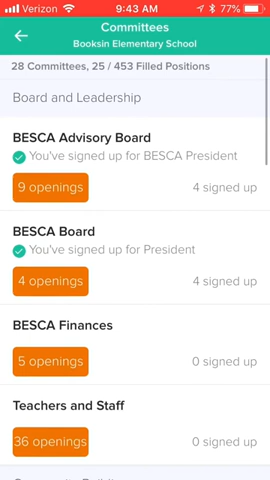 Verizon 9:43 AM 77%
Committees
Booksin Elementary School
28 Committees, 25 / 453 Filled Positions
Board and Leadership
BESCA Advisory Board
You've signed up for BESCA President
9 openings 4 signed up
BESCA Board
You've signed up for President
4 openings 4 signed up
BESCA Finances
5 openings 0 signed up
Teachers and Staff
36 openings 0 signed up